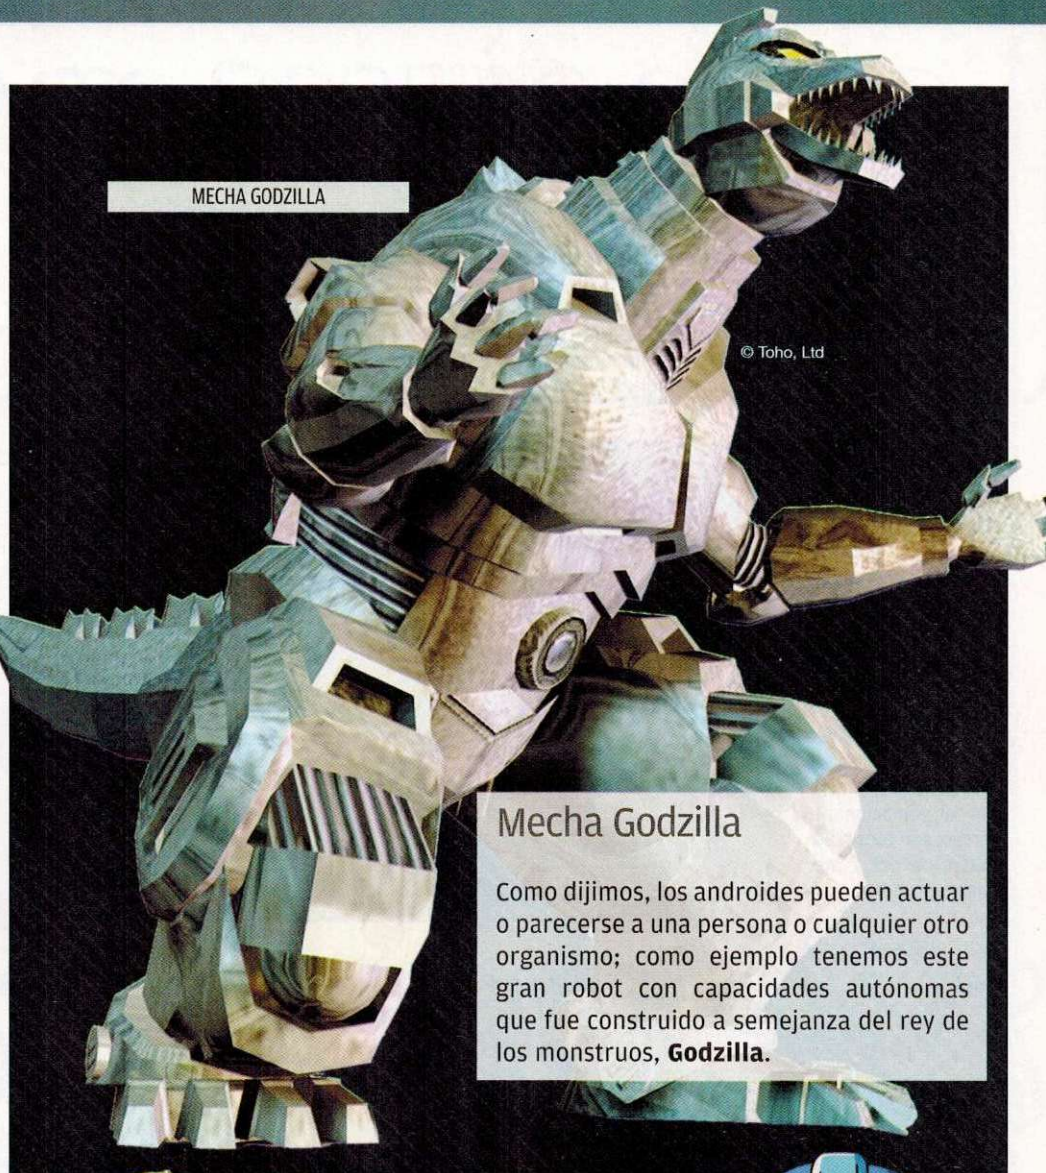 MECHA GODZILLA
© Toho, Ltd
Mecha Godzilla
Como dijimos, los androides pueden actuar
o parecerse a una persona o cualquier otro
organismo; como ejemplo tenemos este
gran robot con capacidades autónomas
que fue construido a semejanza del rey de
los monstruos, Godzilla.